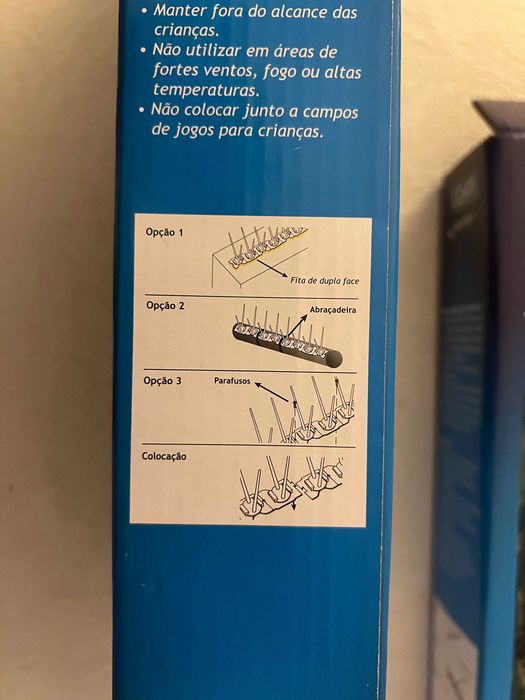 • Manter fora do alcance das
crianças.
• Não utilizar em áreas de
fortes ventos, fogo ou altas
temperaturas.
• Não colocar junto a campos
de jogos para crianças.
Opção 1
Fita de dupla face
Opção 2
Abraçadeira
Opção 3
Parafusos
Colocação